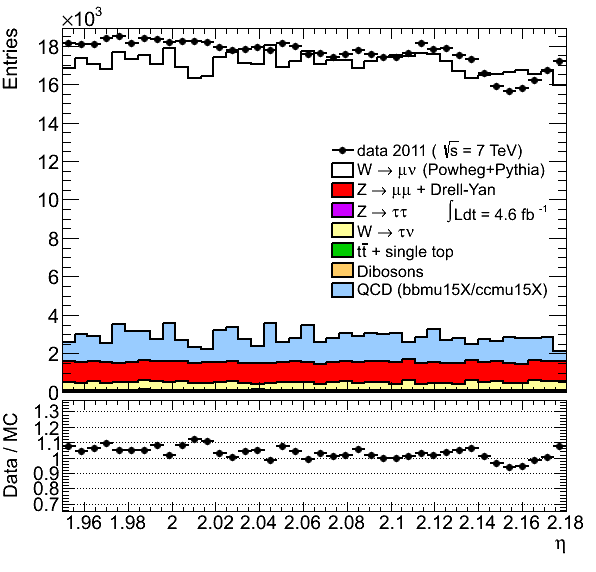 ×10³
Entries
18
16
14
12
10
8
6
4
2
0
data 2011 ( √s = 7 TeV)
W → μν (Powheg+Pythia)
Z → μμ + Drell-Yan
Z → ττ
∫Ldt = 4.6 fb⁻¹
W → τν
tt̅ + single top
Dibosons
QCD (bbmu15X/ccmu15X)
Data / MC
1.3
1.2
1.1
1
0.9
0.8
0.7
1.96 1.98 2 2.02 2.04 2.06 2.08 2.1 2.12 2.14 2.16 2.18
η